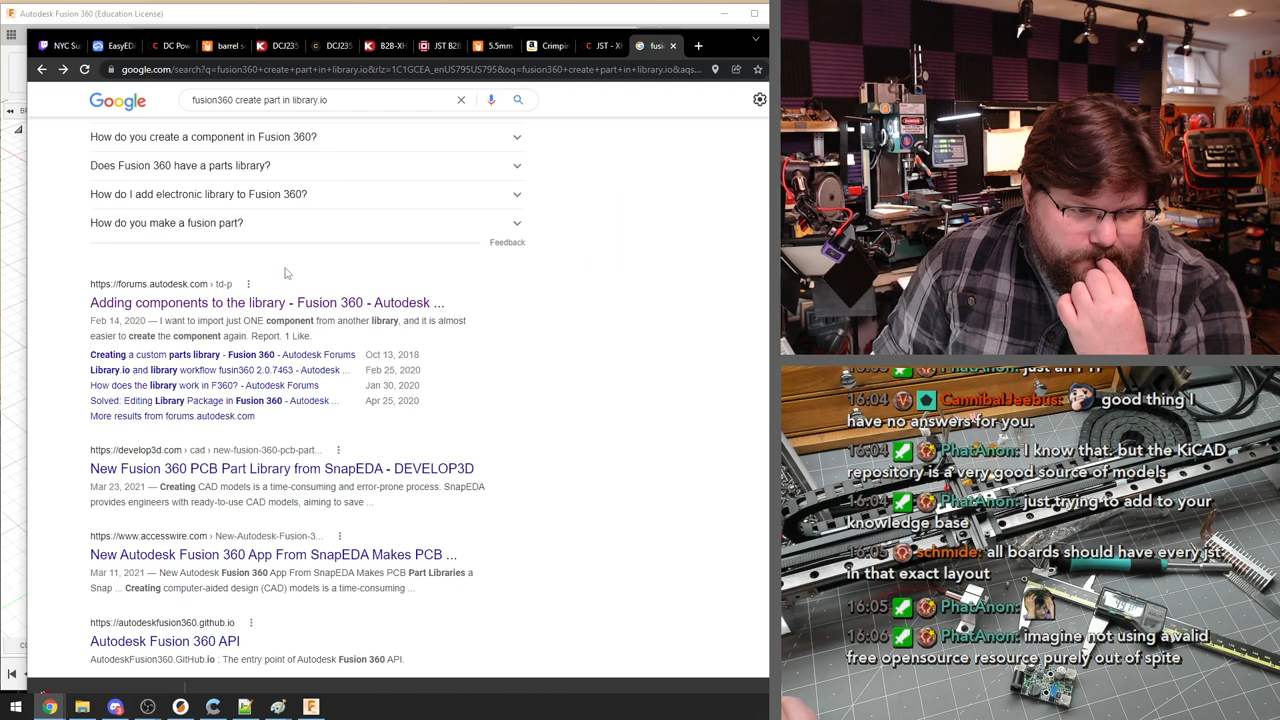 Autodesk Fusion 360 (Education License)
NYC Su
EasyED
DC Pow
barrel s
DCJ235
DCJ235
B2B-XH
JST B2B
5.5mm
Crimpin
JST - XH
fusi
google.com/search?q=fusion360+create+part+in+library.io&rlz=1C1GCEA_enUS795US795&oq=fusion360+create+part+in+library.io&aqs...
Google
fusion360 create part in library.io
How do you create a component in Fusion 360?
Does Fusion 360 have a parts library?
How do I add electronic library to Fusion 360?
How do you make a fusion part?
Feedback
https://forums.autodesk.com › td-p
Adding components to the library - Fusion 360 - Autodesk ...
Feb 14, 2020 — I want to import just ONE component from another library, and it is almost
easier to create the component again. Report. 1 Like.
Creating a custom parts library - Fusion 360 - Autodesk Forums Oct 13, 2018
Library.io and library workflow fusin360 2.0.7463 - Autodesk ... Feb 25, 2020
How does the library work in F360? - Autodesk Forums Jan 30, 2020
Solved: Editing Library Package in Fusion 360 - Autodesk ... Apr 25, 2020
More results from forums.autodesk.com
https://develop3d.com › cad › new-fusion-360-pcb-part...
New Fusion 360 PCB Part Library from SnapEDA - DEVELOP3D
Mar 23, 2021 — Creating CAD models is a time-consuming and error-prone process. SnapEDA
provides engineers with ready-to-use CAD models, aiming to save ...
https://www.accesswire.com › New-Autodesk-Fusion-3...
New Autodesk Fusion 360 App From SnapEDA Makes PCB ...
Mar 11, 2021 — New Autodesk Fusion 360 App From SnapEDA Makes PCB Part Libraries a
Snap ... Creating computer-aided design (CAD) models is a time-consuming ...
https://autodeskfusion360.github.io
Autodesk Fusion 360 API
AutodeskFusion360.GitHub.io : The entry point of Autodesk Fusion 360 API.
DANGER
16:04 CannibalJeebus: good thing I
have no answers for you.
16:04 PhatAnon: I know that. but the KiCAD
repository is a very good source of models
16:04 PhatAnon: just trying to add to your
knowledge base
16:05 schmide: all boards should have every jst
in that exact layout
16:05 PhatAnon:
16:06 PhatAnon: imagine not using a valid
free opensource resource purely out of spite